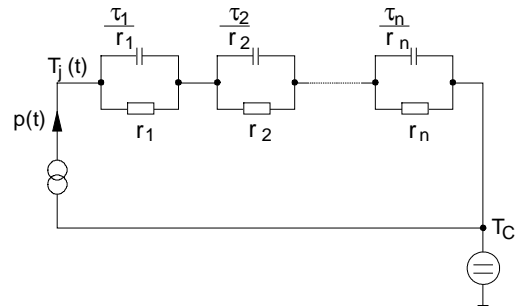 τ1/r1 τ2/r2 τn/rn
Tj(t)
r1 r2 rn
p(t)
TC